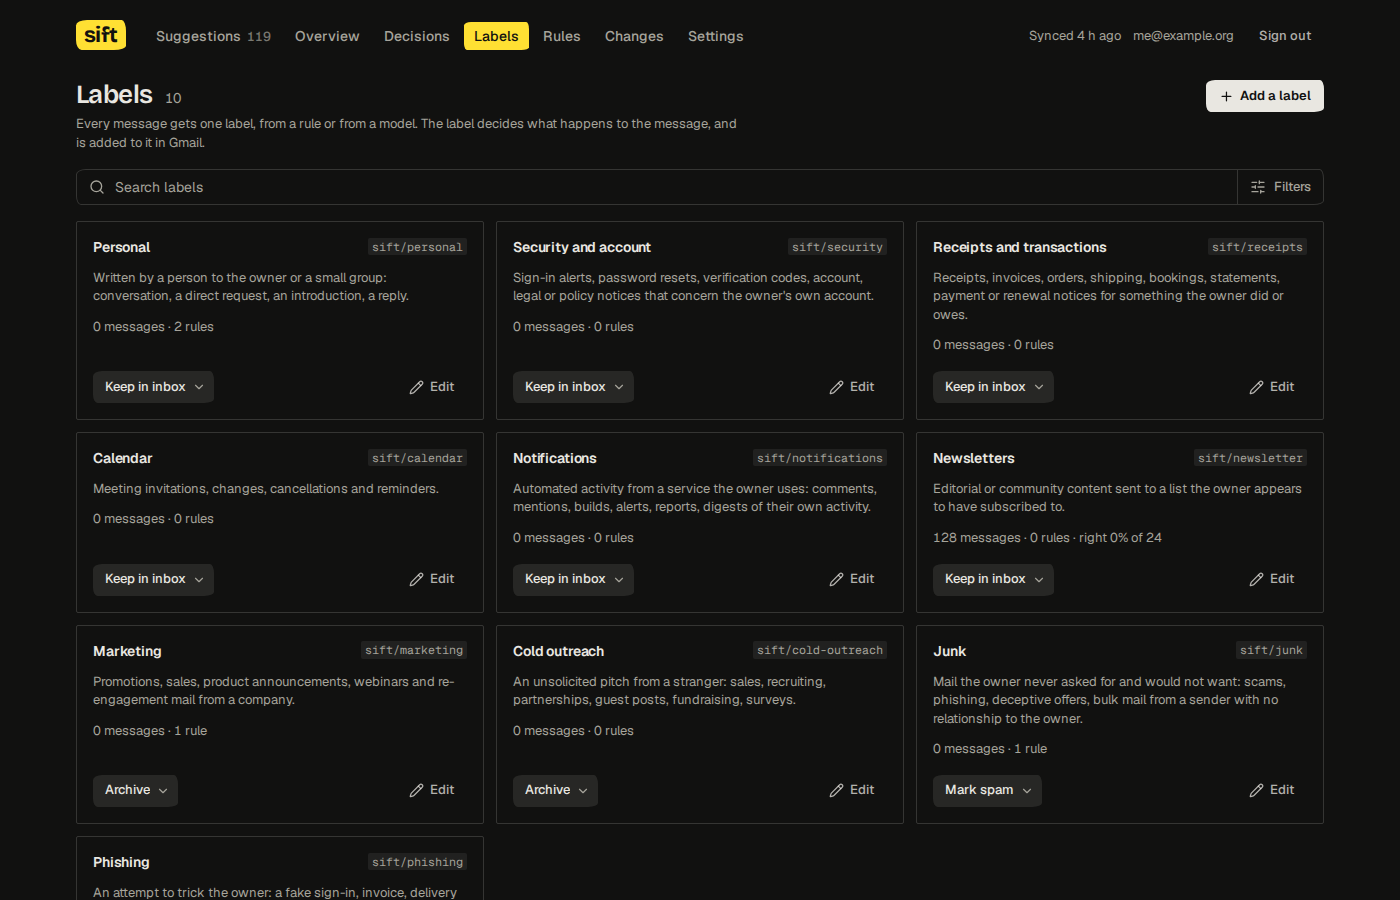 sift
Suggestions 119
Overview
Decisions
Labels
Rules
Changes
Settings
Synced 4 h ago
me@example.org
Sign out
Labels 10
Add a label
Every message gets one label, from a rule or from a model. The label decides what happens to the message, and
is added to it in Gmail.
Search labels
Filters
Personal
sift/personal
Written by a person to the owner or a small group:
conversation, a direct request, an introduction, a reply.
0 messages · 2 rules
Keep in inbox
Edit
Security and account
sift/security
Sign-in alerts, password resets, verification codes, account,
legal or policy notices that concern the owner's own account.
0 messages · 0 rules
Keep in inbox
Edit
Receipts and transactions
sift/receipts
Receipts, invoices, orders, shipping, bookings, statements,
payment or renewal notices for something the owner did or
owes.
0 messages · 0 rules
Keep in inbox
Edit
Calendar
sift/calendar
Meeting invitations, changes, cancellations and reminders.
0 messages · 0 rules
Keep in inbox
Edit
Notifications
sift/notifications
Automated activity from a service the owner uses: comments,
mentions, builds, alerts, reports, digests of their own activity.
0 messages · 0 rules
Keep in inbox
Edit
Newsletters
sift/newsletter
Editorial or community content sent to a list the owner appears
to have subscribed to.
128 messages · 0 rules · right 0% of 24
Keep in inbox
Edit
Marketing
sift/marketing
Promotions, sales, product announcements, webinars and re-
engagement mail from a company.
0 messages · 1 rule
Archive
Edit
Cold outreach
sift/cold-outreach
An unsolicited pitch from a stranger: sales, recruiting,
partnerships, guest posts, fundraising, surveys.
0 messages · 0 rules
Archive
Edit
Junk
sift/junk
Mail the owner never asked for and would not want: scams,
phishing, deceptive offers, bulk mail from a sender with no
relationship to the owner.
0 messages · 1 rule
Mark spam
Edit
Phishing
sift/phishing
An attempt to trick the owner: a fake sign-in, invoice, delivery